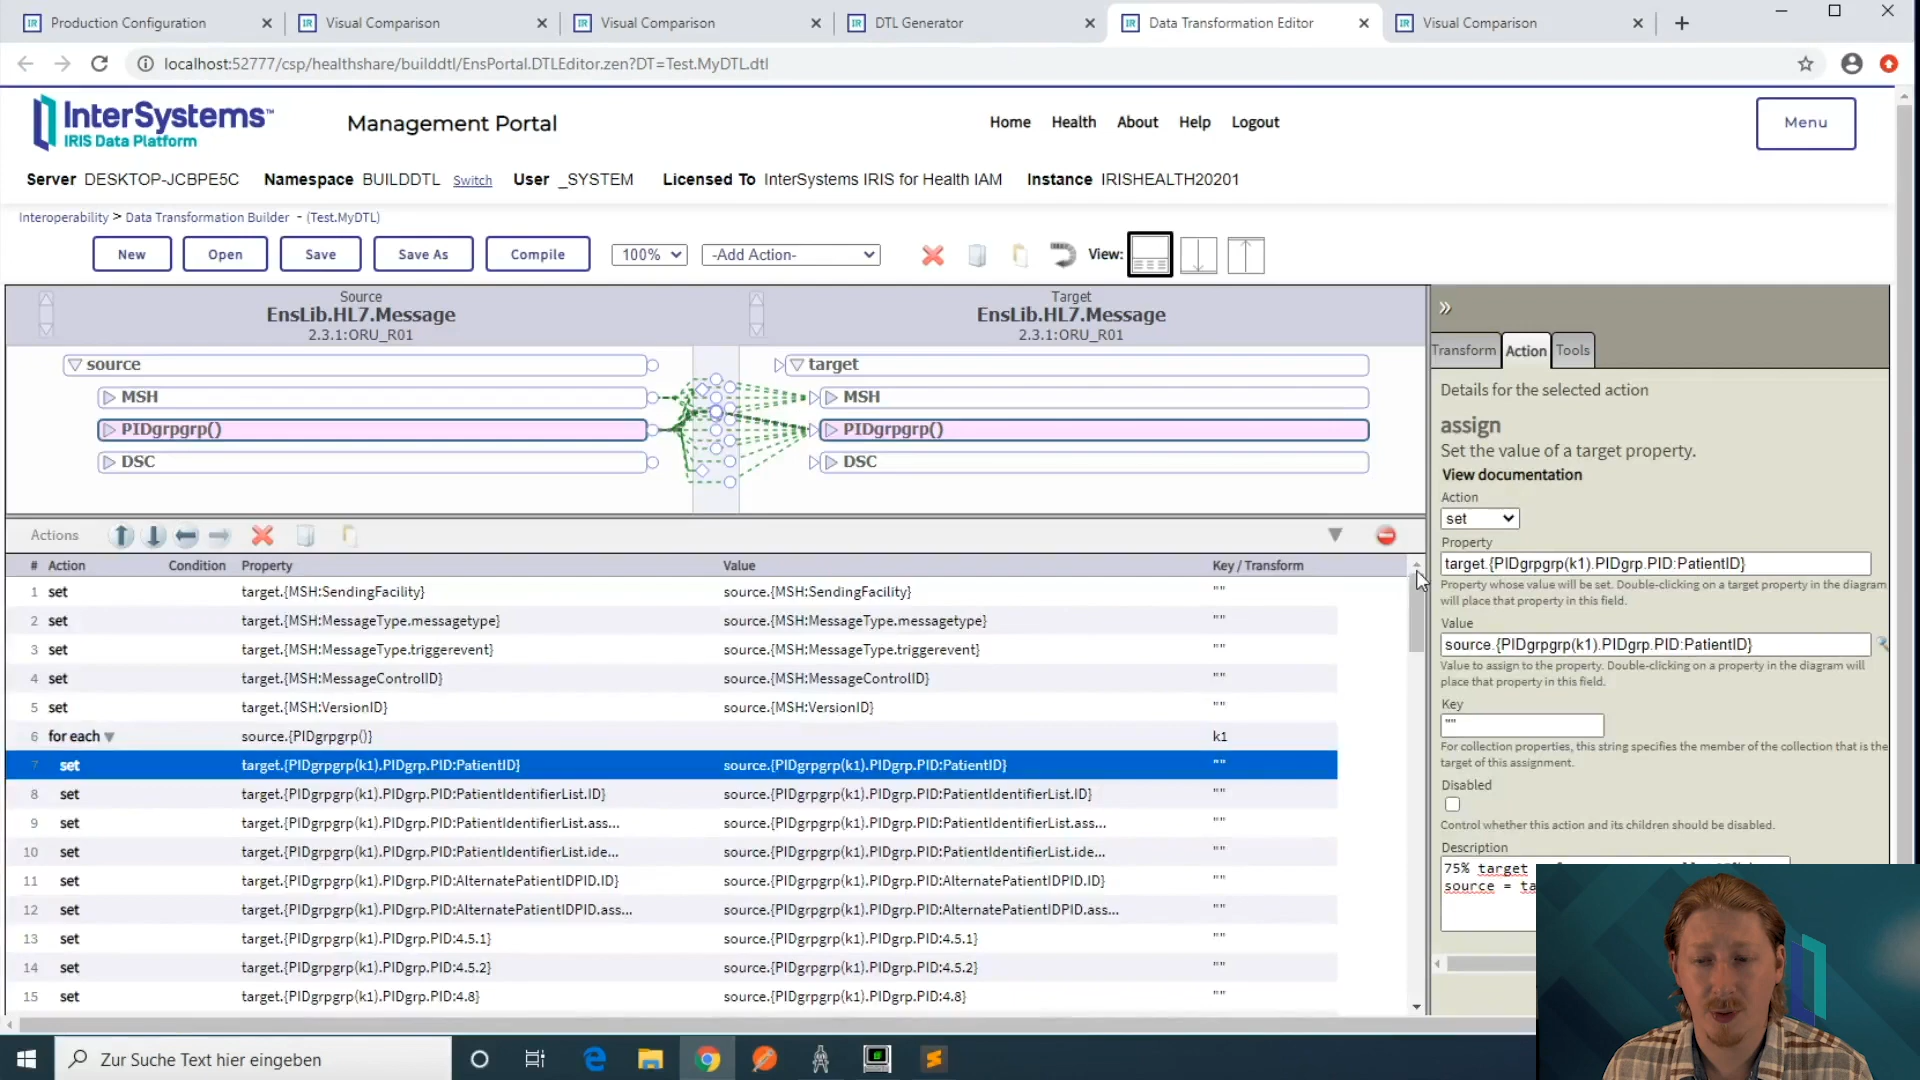 Production Configuration
Visual Comparison
Visual Comparison
DTL Generator
Data Transformation Editor
Visual Comparison
localhost:52777/csp/healthshare/builddtl/EnsPortal.DTLEditor.zen?DT=Test.MyDTL.dtl
InterSystems™
IRIS Data Platform
Management Portal
Home Health About Help Logout
Menu
Server DESKTOP-JCBPE5C Namespace BUILDDTL Switch User _SYSTEM Licensed To InterSystems IRIS for Health IAM Instance IRISHEALTH20201
Interoperability > Data Transformation Builder - (Test.MyDTL)
New Open Save Save As Compile 100% -Add Action- View:
Source
EnsLib.HL7.Message
2.3.1:ORU_R01
Target
EnsLib.HL7.Message
2.3.1:ORU_R01
source target
MSH MSH
PIDgrpgrp() PIDgrpgrp()
DSC DSC
Transform Action Tools
Details for the selected action
assign
Set the value of a target property.
View documentation
Action
set
Property
target.{PIDgrpgrp(k1).PIDgrp.PID:PatientID}
Property whose value will be set. Double-clicking on a target property in the diagram
will place that property in this field.
Value
source.{PIDgrpgrp(k1).PIDgrp.PID:PatientID}
Value to assign to the property. Double-clicking on a property in the diagram will
place that property in this field.
Key
""
For collection properties, this string specifies the member of the collection that is the
target of this assignment.
Disabled
Control whether this action and its children should be disabled.
Description
75% target
source = ta
Actions
# Action Condition Property Value Key / Transform
1 set target.{MSH:SendingFacility} source.{MSH:SendingFacility} ""
2 set target.{MSH:MessageType.messagetype} source.{MSH:MessageType.messagetype} ""
3 set target.{MSH:MessageType.triggerevent} source.{MSH:MessageType.triggerevent} ""
4 set target.{MSH:MessageControlID} source.{MSH:MessageControlID} ""
5 set target.{MSH:VersionID} source.{MSH:VersionID} ""
6 for each source.{PIDgrpgrp()} k1
7 set target.{PIDgrpgrp(k1).PIDgrp.PID:PatientID} source.{PIDgrpgrp(k1).PIDgrp.PID:PatientID} ""
8 set target.{PIDgrpgrp(k1).PIDgrp.PID:PatientIdentifierList.ID} source.{PIDgrpgrp(k1).PIDgrp.PID:PatientIdentifierList.ID} ""
9 set target.{PIDgrpgrp(k1).PIDgrp.PID:PatientIdentifierList.ass... source.{PIDgrpgrp(k1).PIDgrp.PID:PatientIdentifierList.ass... ""
10 set target.{PIDgrpgrp(k1).PIDgrp.PID:PatientIdentifierList.ide... source.{PIDgrpgrp(k1).PIDgrp.PID:PatientIdentifierList.ide... ""
11 set target.{PIDgrpgrp(k1).PIDgrp.PID:AlternatePatientIDPID.ID} source.{PIDgrpgrp(k1).PIDgrp.PID:AlternatePatientIDPID.ID} ""
12 set target.{PIDgrpgrp(k1).PIDgrp.PID:AlternatePatientIDPID.ass... source.{PIDgrpgrp(k1).PIDgrp.PID:AlternatePatientIDPID.ass... ""
13 set target.{PIDgrpgrp(k1).PIDgrp.PID:4.5.1} source.{PIDgrpgrp(k1).PIDgrp.PID:4.5.1} ""
14 set target.{PIDgrpgrp(k1).PIDgrp.PID:4.5.2} source.{PIDgrpgrp(k1).PIDgrp.PID:4.5.2} ""
15 set target.{PIDgrpgrp(k1).PIDgrp.PID:4.8} source.{PIDgrpgrp(k1).PIDgrp.PID:4.8} ""
Zur Suche Text hier eingeben